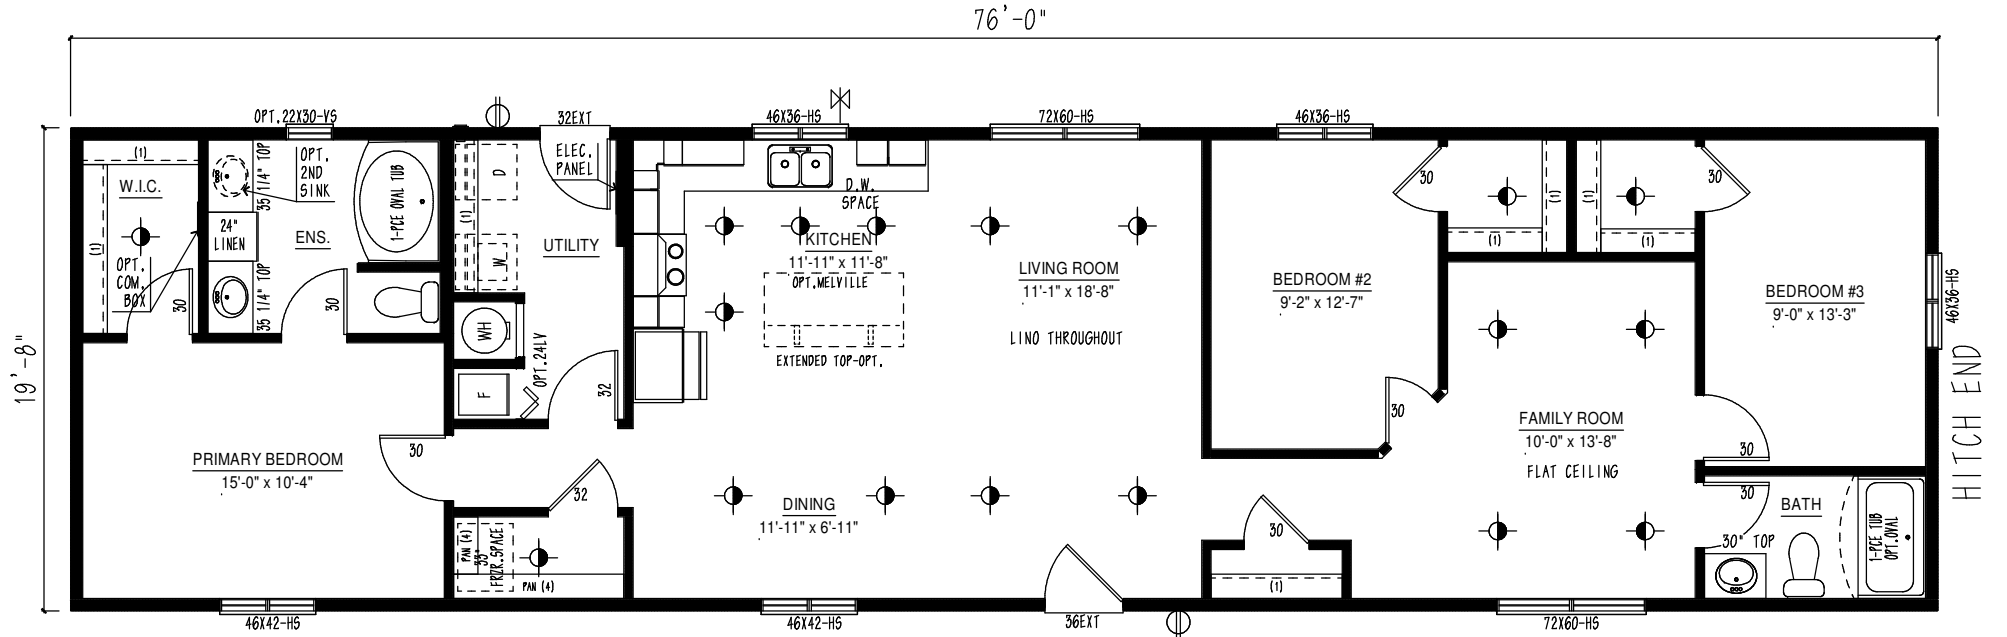 76'-0"
OPT.22X30-VS
32EXT
46X36-HS
72X60-HS
46X36-HS
19'-8"
(1)
W.I.C.
(1)
OPT.
COM.
BOX
30
35 1/4" TOP
OPT.
2ND
SINK
24"
LINEN
ENS.
35 1/4" TOP
30
1-PCE OVAL TUB
D
(1)
W
UTILITY
ELEC.
PANEL
WH
OPT.24LV
F
32
D.W.
SPACE
KITCHEN
11'-11" x 11'-8"
OPT.MELVILLE
EXTENDED TOP-OPT.
LIVING ROOM
11'-1" x 18'-8"
LINO THROUGHOUT
BEDROOM #2
9'-2" x 12'-7"
30
(1)
(1)
(1)
(1)
30
30
BEDROOM #3
9'-0" x 13'-3"
46X36-HS
HITCH END
PRIMARY BEDROOM
15'-0" x 10'-4"
30
32
PAN (4)
35"
FRZR.SPACE
PAN (4)
DINING
11'-11" x 6'-11"
FAMILY ROOM
10'-0" x 13'-8"
FLAT CEILING
30
30
30
(1)
BATH
30" TOP
1-PCE TUB
OPT.OVAL
46X42-HS
46X42-HS
36EXT
72X60-HS